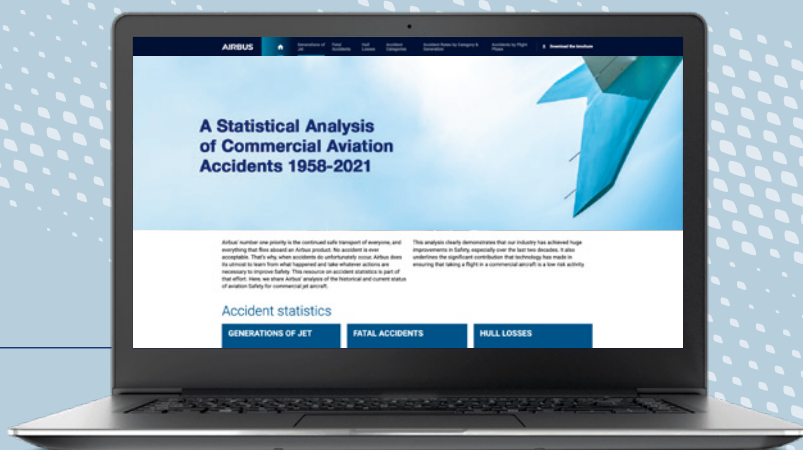 AIRBUS
Generations of Jet
Fatal Accidents
Hull Losses
Accident Categories
Accident Rates by Category & Generation
Accidents by Flight Phase
Download the brochure
A Statistical Analysis
of Commercial Aviation
Accidents 1958-2021
Airbus' number one priority is the continued safe transport of everyone, and
everything that flies aboard an Airbus product. No accident is ever
acceptable. That's why, when accidents do unfortunately occur, Airbus does
its utmost to learn from what happened and take whatever actions are
necessary to improve Safety. This resource on accident statistics is part of
that effort. Here, we share Airbus' analysis of the historical and current status
of aviation Safety for commercial jet aircraft.
This analysis clearly demonstrates that our industry has achieved huge
improvements in Safety, especially over the last two decades. It also
underlines the significant contribution that technology has made in
ensuring that taking a flight in a commercial aircraft is a low risk activity.
Accident statistics
GENERATIONS OF JET
FATAL ACCIDENTS
HULL LOSSES